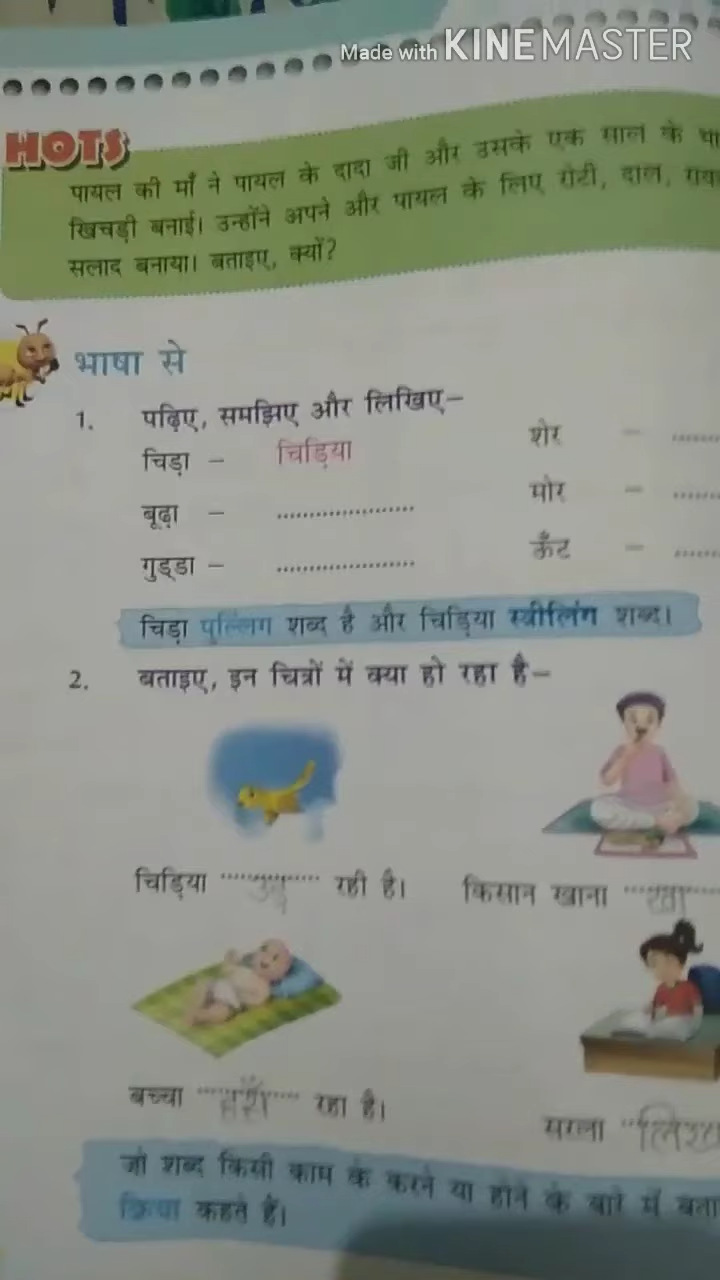 Made with KINEMASTER
HOTS
पायल की माँ ने पायल के दादा जी और उसके एक साल के
खिचड़ी बनाई। उन्होंने अपने और पायल के लिए रोटी, दाल,
सलाद बनाया। बताइए, क्यों?
भाषा से
1. पढ़िए, समझिए और लिखिए–
चिड़ा – चिड़िया
शेर – ........
बूढ़ा – ....................
मोर – ........
गुड्डा – ....................
ऊँट – ........
चिड़ा पुल्लिंग शब्द है और चिड़िया स्त्रीलिंग शब्द।
2. बताइए, इन चित्रों में क्या हो रहा है–
चिड़िया उड़ रही है।
किसान खाना खा
बच्चा हँस रहा है।
सरला लिख
जो शब्द किसी काम के करने या होने के बारे में
क्रिया कहते हैं।